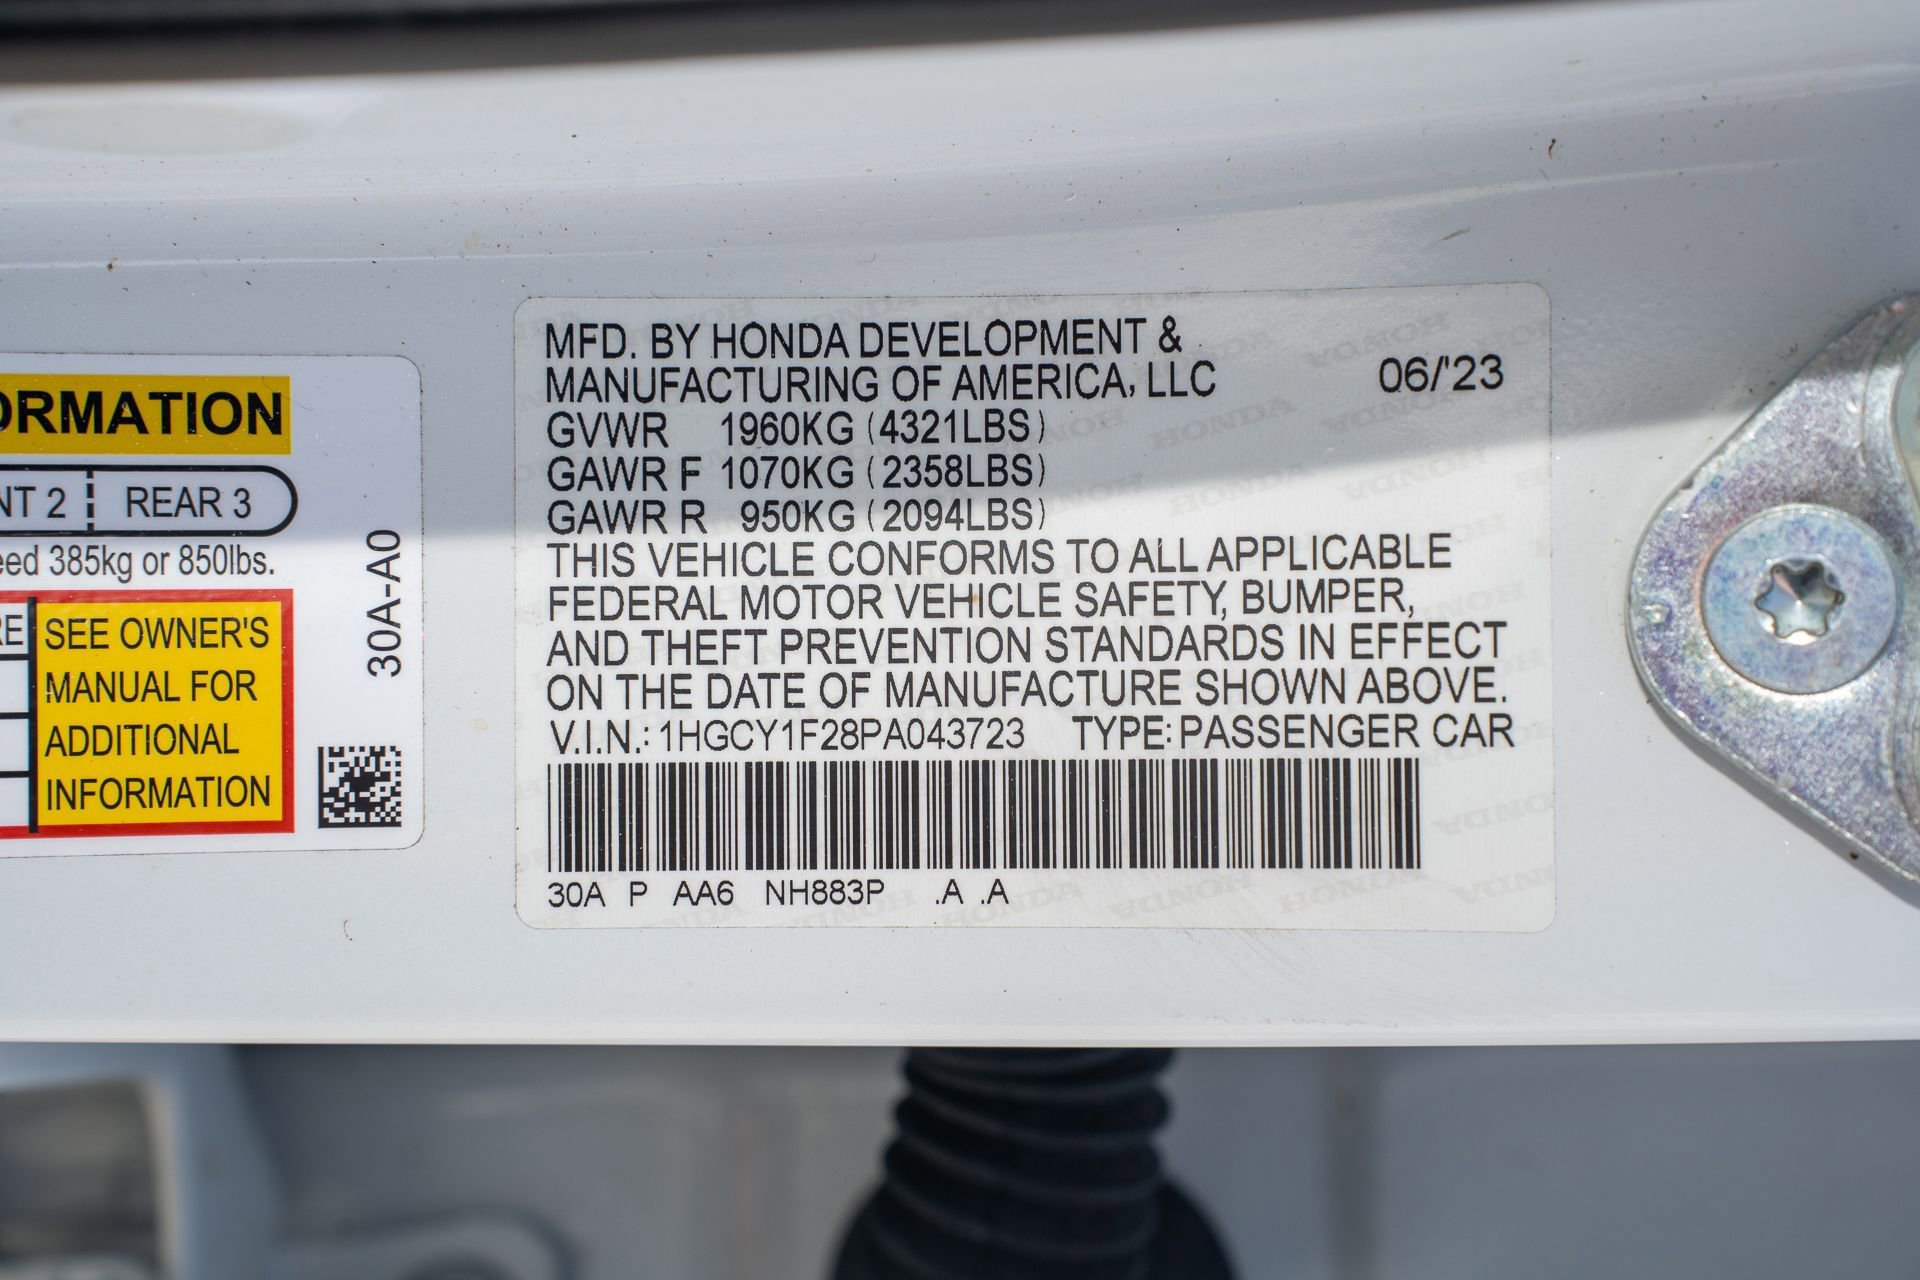 ORMATION
NT 2 REAR 3
eed 385kg or 850lbs.
RE
SEE OWNER'S
MANUAL FOR
ADDITIONAL
INFORMATION
30A-A0
MFD. BY HONDA DEVELOPMENT &
MANUFACTURING OF AMERICA, LLC 06/'23
GVWR 1960KG (4321LBS)
GAWR F 1070KG (2358LBS)
GAWR R 950KG (2094LBS)
THIS VEHICLE CONFORMS TO ALL APPLICABLE
FEDERAL MOTOR VEHICLE SAFETY, BUMPER,
AND THEFT PREVENTION STANDARDS IN EFFECT
ON THE DATE OF MANUFACTURE SHOWN ABOVE.
V.I.N.: 1HGCY1F28PA043723 TYPE: PASSENGER CAR
30A P AA6 NH883P .A .A